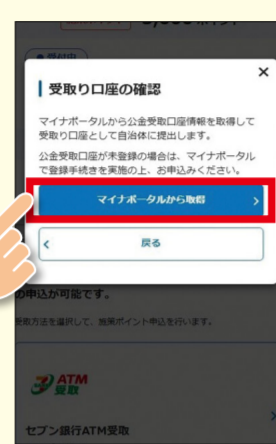 受付中
受取り口座の確認
×
マイナポータルから公金受取口座情報を取得して
受取り口座として自治体に提出します。
公金受取口座が未登録の場合は、マイナポータル
で登録手続きを実施の上、お申込みください。
マイナポータルから取得
戻る
の申込が可能です。
受取方法を選択して、施策ポイント申込を行います。
ATM
受取
セブン銀行ATM受取